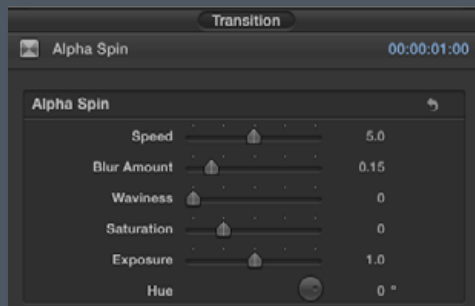 Transition
Alpha Spin 00:00:01:00
Alpha Spin
Speed 5.0
Blur Amount 0.15
Waviness 0
Saturation 0
Exposure 1.0
Hue 0 °